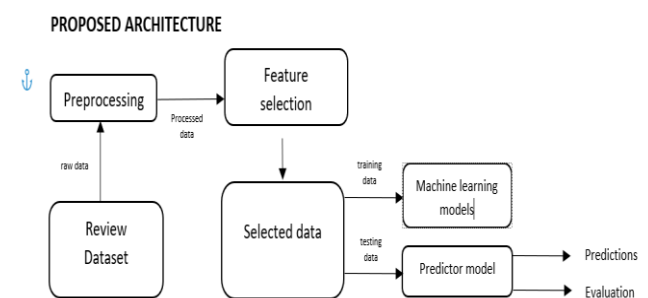 PROPOSED ARCHITECTURE
Preprocessing
Processed
data
Feature
selection
raw data
Review
Dataset
Selected data
training
data
Machine learning
models
testing
data
Predictor model
Predictions
Evaluation